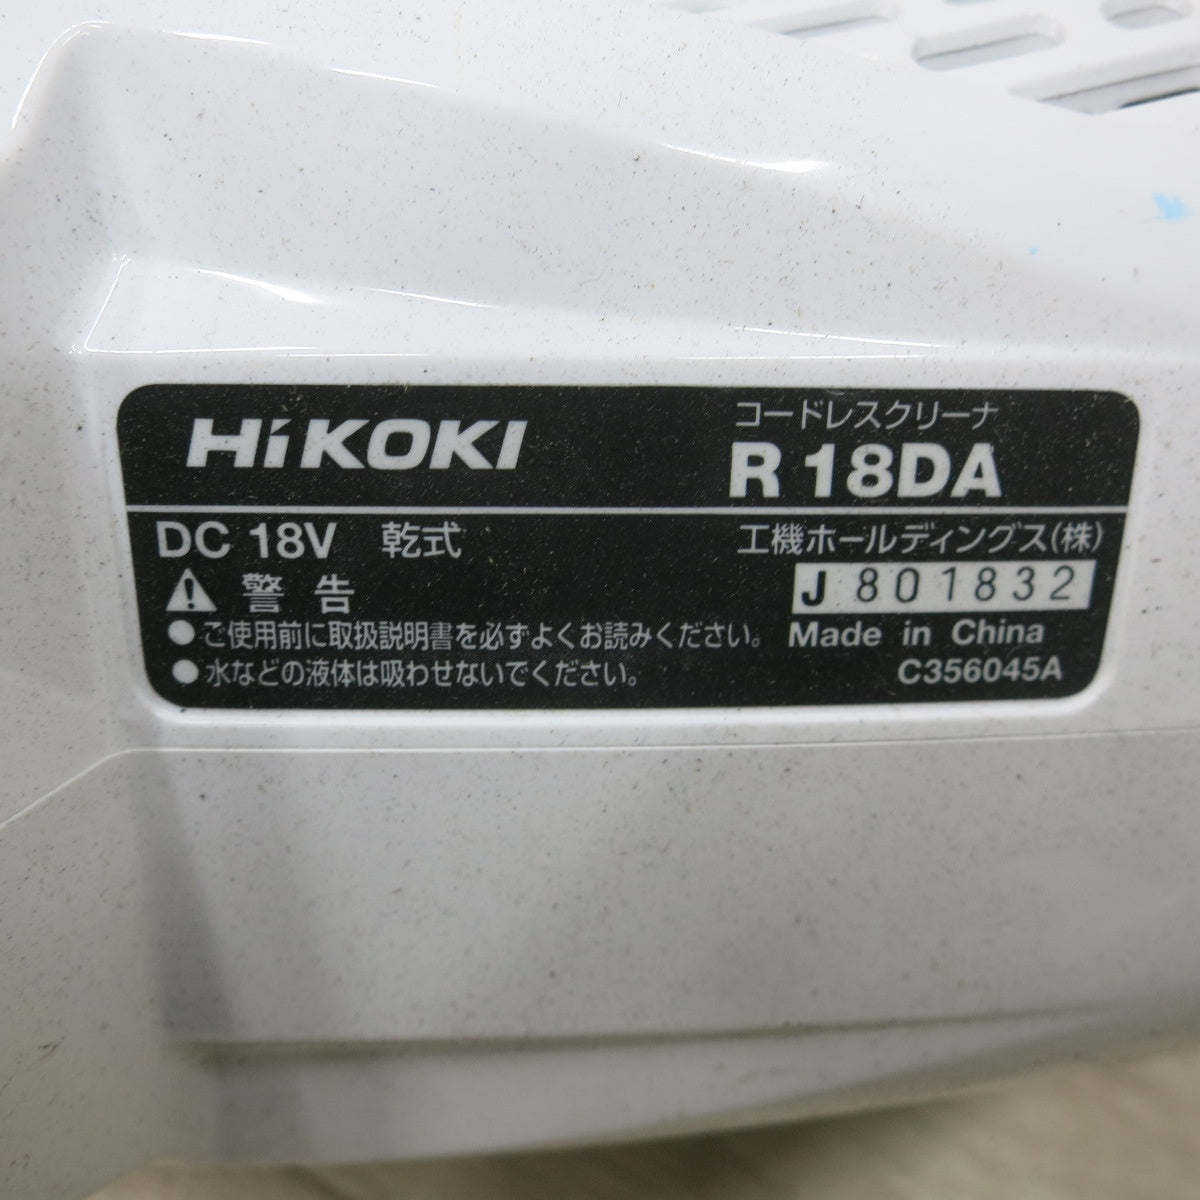 HiKOKI
コードレスクリーナ
R 18DA
DC 18V 乾式
工機ホールディングス(株)
警告
J 801832
●ご使用前に取扱説明書を必ずよくお読みください。
Made in China
●水などの液体は吸わせないでください。
C356045A